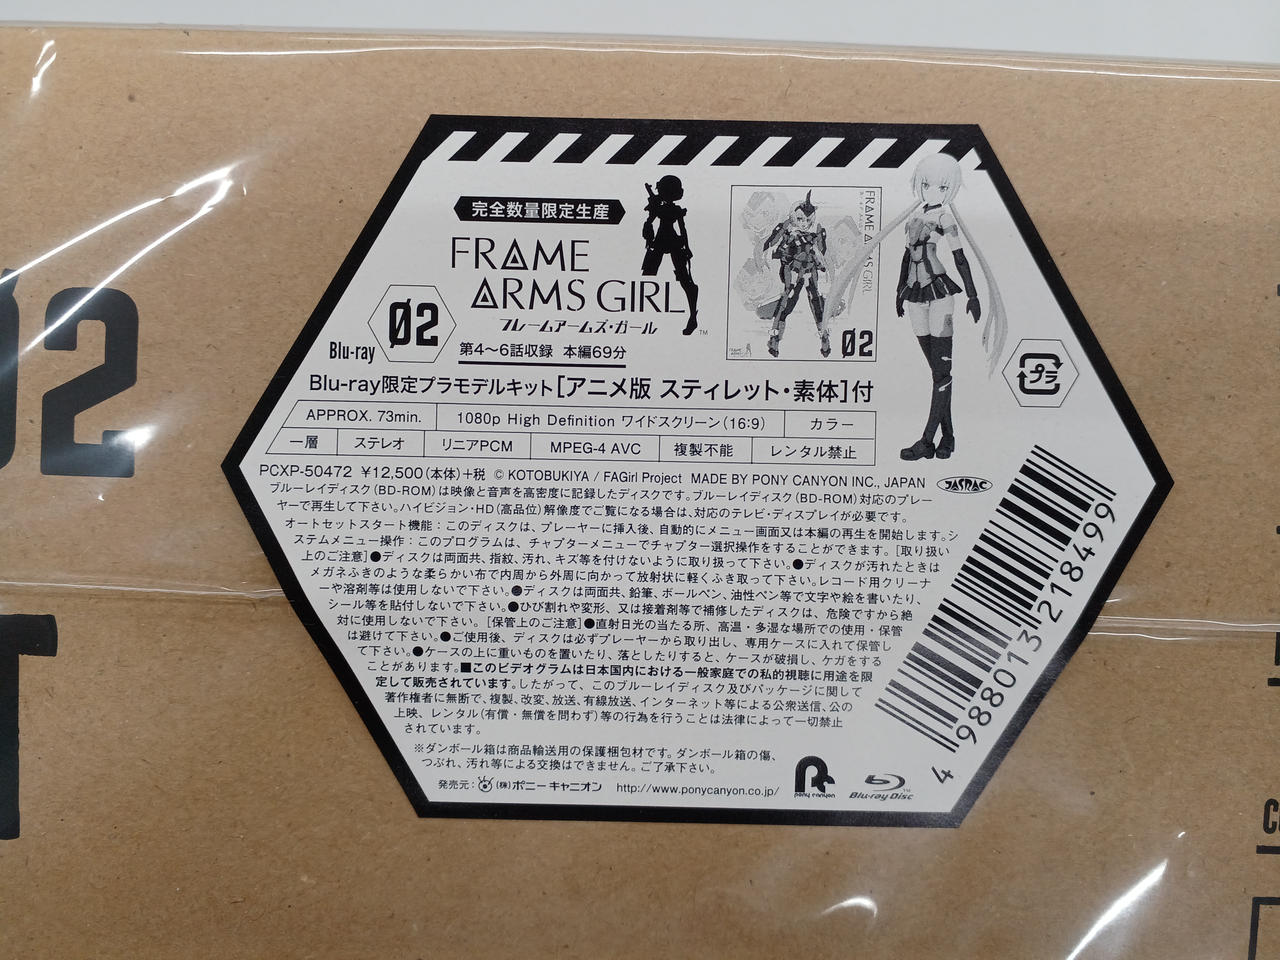 完全数量限定生産
FRAME
ARMS GIRL
フレームアームズ・ガール
TM
Blu-ray
02
第4～6話収録 本編69分
FRAME ARMS GIRL
02
Blu-ray限定プラモデルキット[アニメ版 スティレット・素体]付
プラ
APPROX. 73min.
1080p High Definition ワイドスクリーン(16:9)
カラー
一層
ステレオ
リニアPCM
MPEG-4 AVC
複製不能
レンタル禁止
PCXP-50472 ¥12,500(本体)+税 © KOTOBUKIYA / FAGirl Project MADE BY PONY CANYON INC., JAPAN
JASRAC
ブルーレイディスク(BD-ROM)は映像と音声を高密度に記録したディスクです。ブルーレイディスク(BD-ROM)対応のプレー
ヤーで再生して下さい。ハイビジョン・HD(高品位)解像度でご覧になる場合は、対応のテレビ・ディスプレイが必要です。
オートセットスタート機能：このディスクは、プレーヤーに挿入後、自動的にメニュー画面又は本編の再生を開始します。シ
ステムメニュー操作：このプログラムは、チャプターメニューでチャプター選択操作をすることができます。[取り扱い
上のご注意]●ディスクは両面共、指紋、汚れ、キズ等を付けないように取り扱って下さい。●ディスクが汚れたときは
メガネふきのような柔らかい布で内周から外周に向かって放射状に軽くふき取って下さい。レコード用クリーナ
ーや溶剤等は使用しないで下さい。●ディスクは両面共、鉛筆、ボールペン、油性ペン等で文字や絵を書いたり、
シール等を貼付しないで下さい。●ひび割れや変形、又は接着剤等で補修したディスクは、危険ですから絶
対に使用しないで下さい。[保管上のご注意]●直射日光の当たる所、高温・多湿な場所での使用・保管
は避けて下さい。●ご使用後、ディスクは必ずプレーヤーから取り出し、専用ケースに入れて保管し
て下さい。●ケースの上に重いものを置いたり、落としたりすると、ケースが破損し、ケガをする
ことがあります。■このビデオグラムは日本国内における一般家庭での私的視聴に用途を限
定して販売されています。したがって、このブルーレイディスク及びパッケージに関して
著作権者に無断で、複製、改変、放送、有線放送、インターネット等による公衆送信、公の
上映、レンタル(有償・無償を問わず)等の行為を行うことは法律によって一切禁止
されています。
※ダンボール箱は商品輸送用の保護梱包材です。ダンボール箱の傷、
つぶれ、汚れ等による交換はできません。ご了承下さい。
発売元：(株)ポニーキャニオン http://www.ponycanyon.co.jp/
pony canyon
Blu-ray Disc
4 988013 218499
02
T